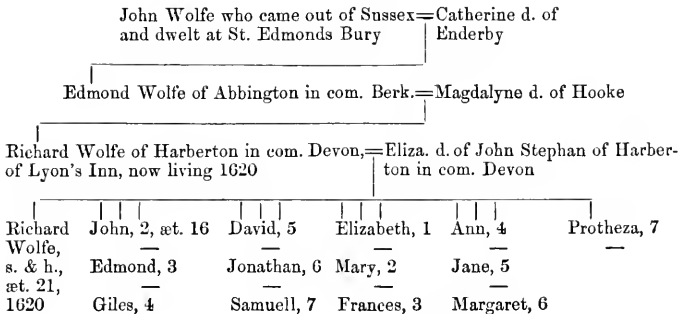 John Wolfe who came out of Sussex=Catherine d. of
and dwelt at St. Edmonds Bury Enderby
Edmond Wolfe of Abbington in com. Berk.=Magdalyne d. of Hooke
Richard Wolfe of Harberton in com. Devon,=Eliza. d. of John Stephan of Harber-
of Lyon's Inn, now living 1620 ton in com. Devon
Richard John, 2, æt. 16 David, 5 Elizabeth, 1 Ann, 4 Protheza, 7
Wolfe, — — — — —
s. & h., Edmond, 3 Jonathan, 6 Mary, 2 Jane, 5
æt. 21, — — — —
1620 Giles, 4 Samuell, 7 Frances, 3 Margaret, 6